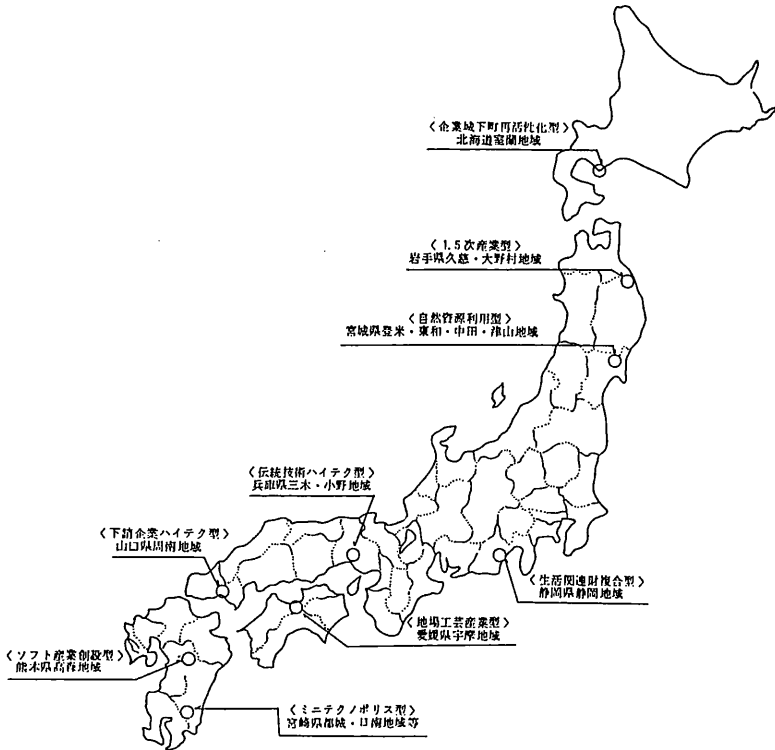 〈企業城下町再活性化型〉
北海道室蘭地域
〈1.5次産業型〉
岩手県久慈・大野村地域
〈自然資源利用型〉
宮城県登米・東和・中田・津山地域
〈伝統技術ハイテク型〉
兵庫県三木・小野地域
〈下請企業ハイテク型〉
山口県周南地域
〈生活関連財複合型〉
静岡県静岡地域
〈地場工芸産業型〉
愛媛県宇摩地域
〈ソフト産業創設型〉
熊本県高森地域
〈ミニテクノポリス型〉
宮崎県都城・日南地域等